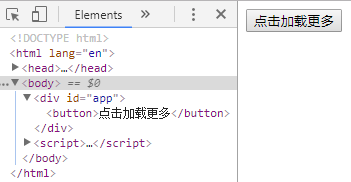 Elements
»
点击加载更多
<!DOCTYPE html>
<html lang="en">
<head>…</head>
…<body> == $0
<div id="app">
<button>点击加载更多</button>
</div>
<script>…</script>
</body>
</html>